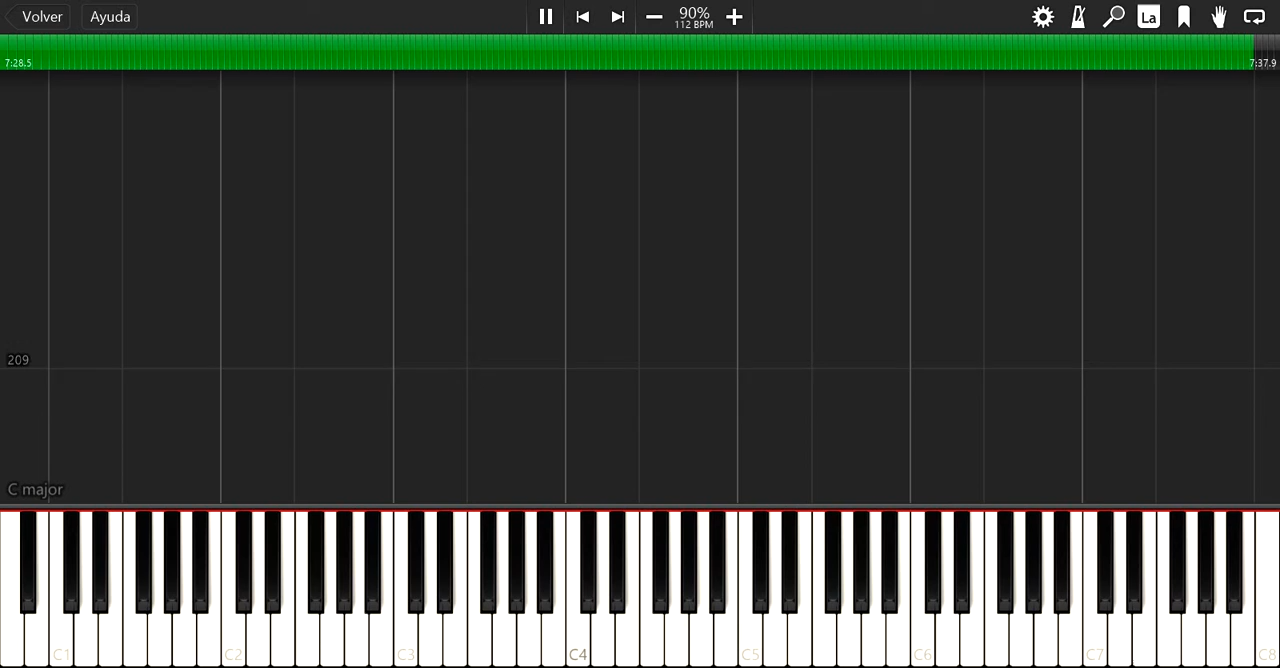 Volver
Ayuda
90%
112 BPM
La
7:28.5
7:37.9
209
C major
C1 C2 C3 C4 C5 C6 C7 C8